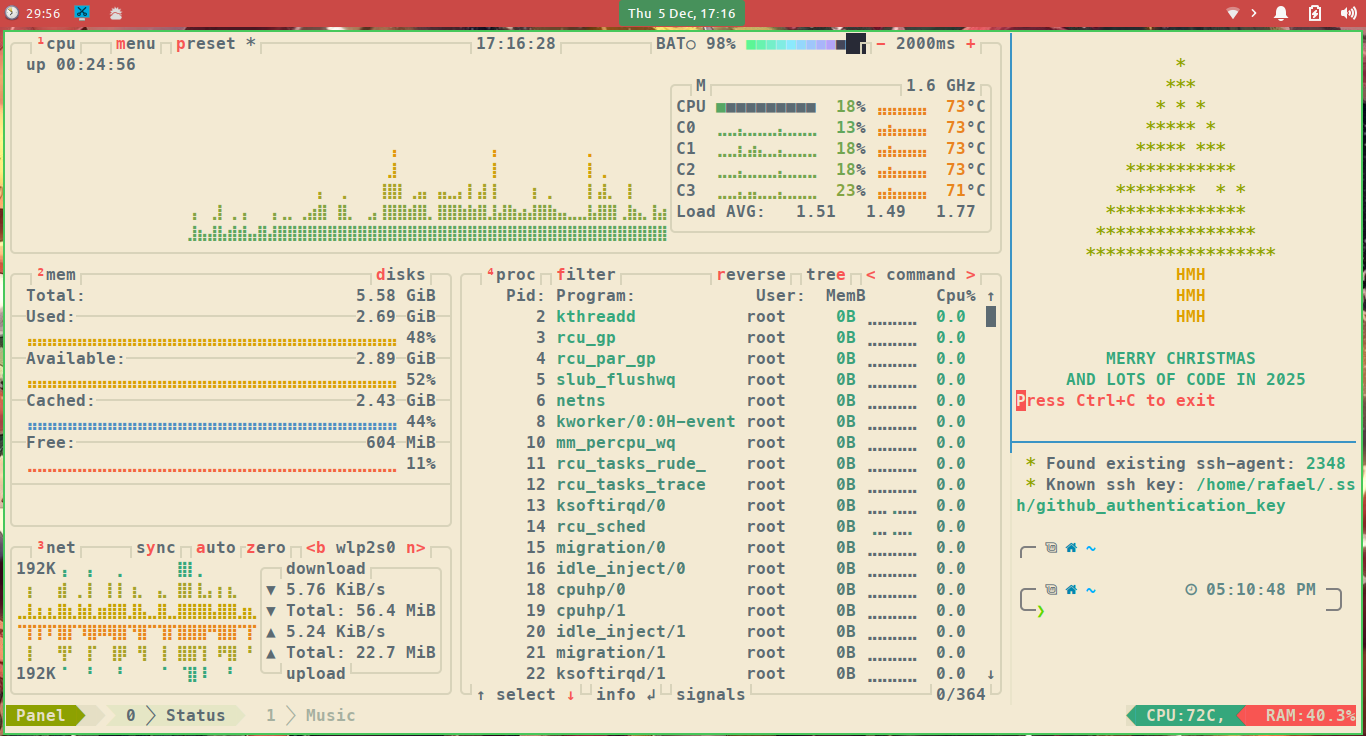 29:56 Thu 5 Dec, 17:16
¹cpu menu preset * 17:16:28 BAT○ 98% - 2000ms +
up 00:24:56
M 1.6 GHz
CPU 18% 73°C
C0 13% 73°C
C1 18% 73°C
C2 18% 73°C
C3 23% 71°C
Load AVG: 1.51 1.49 1.77
²mem disks
Total: 5.58 GiB
Used: 2.69 GiB
48%
Available: 2.89 GiB
52%
Cached: 2.43 GiB
44%
Free: 604 MiB
11%
³net sync auto zero <b wlp2s0 n>
192K
download
▼ 5.76 KiB/s
▼ Total: 56.4 MiB
▲ 5.24 KiB/s
▲ Total: 22.7 MiB
192K
upload
⁴proc filter reverse tree < command >
Pid: Program: User: MemB Cpu% ↑
2 kthreadd root 0B 0.0
3 rcu_gp root 0B 0.0
4 rcu_par_gp root 0B 0.0
5 slub_flushwq root 0B 0.0
6 netns root 0B 0.0
8 kworker/0:0H-event root 0B 0.0
10 mm_percpu_wq root 0B 0.0
11 rcu_tasks_rude_ root 0B 0.0
12 rcu_tasks_trace root 0B 0.0
13 ksoftirqd/0 root 0B 0.0
14 rcu_sched root 0B 0.0
15 migration/0 root 0B 0.0
16 idle_inject/0 root 0B 0.0
18 cpuhp/0 root 0B 0.0
19 cpuhp/1 root 0B 0.0
20 idle_inject/1 root 0B 0.0
21 migration/1 root 0B 0.0
22 ksoftirqd/1 root 0B 0.0 ↓
↑ select ↓ info ↲ signals 0/364
*
***
* * *
***** *
***** ***
***********
******** * *
**************
****************
*******************
HMH
HMH
HMH
MERRY CHRISTMAS
AND LOTS OF CODE IN 2025
Press Ctrl+C to exit
* Found existing ssh-agent: 2348
* Known ssh key: /home/rafael/.ss
h/github_authentication_key
~
~ 05:10:48 PM
❯
Panel 0 Status 1 Music CPU:72C, RAM:40.3%